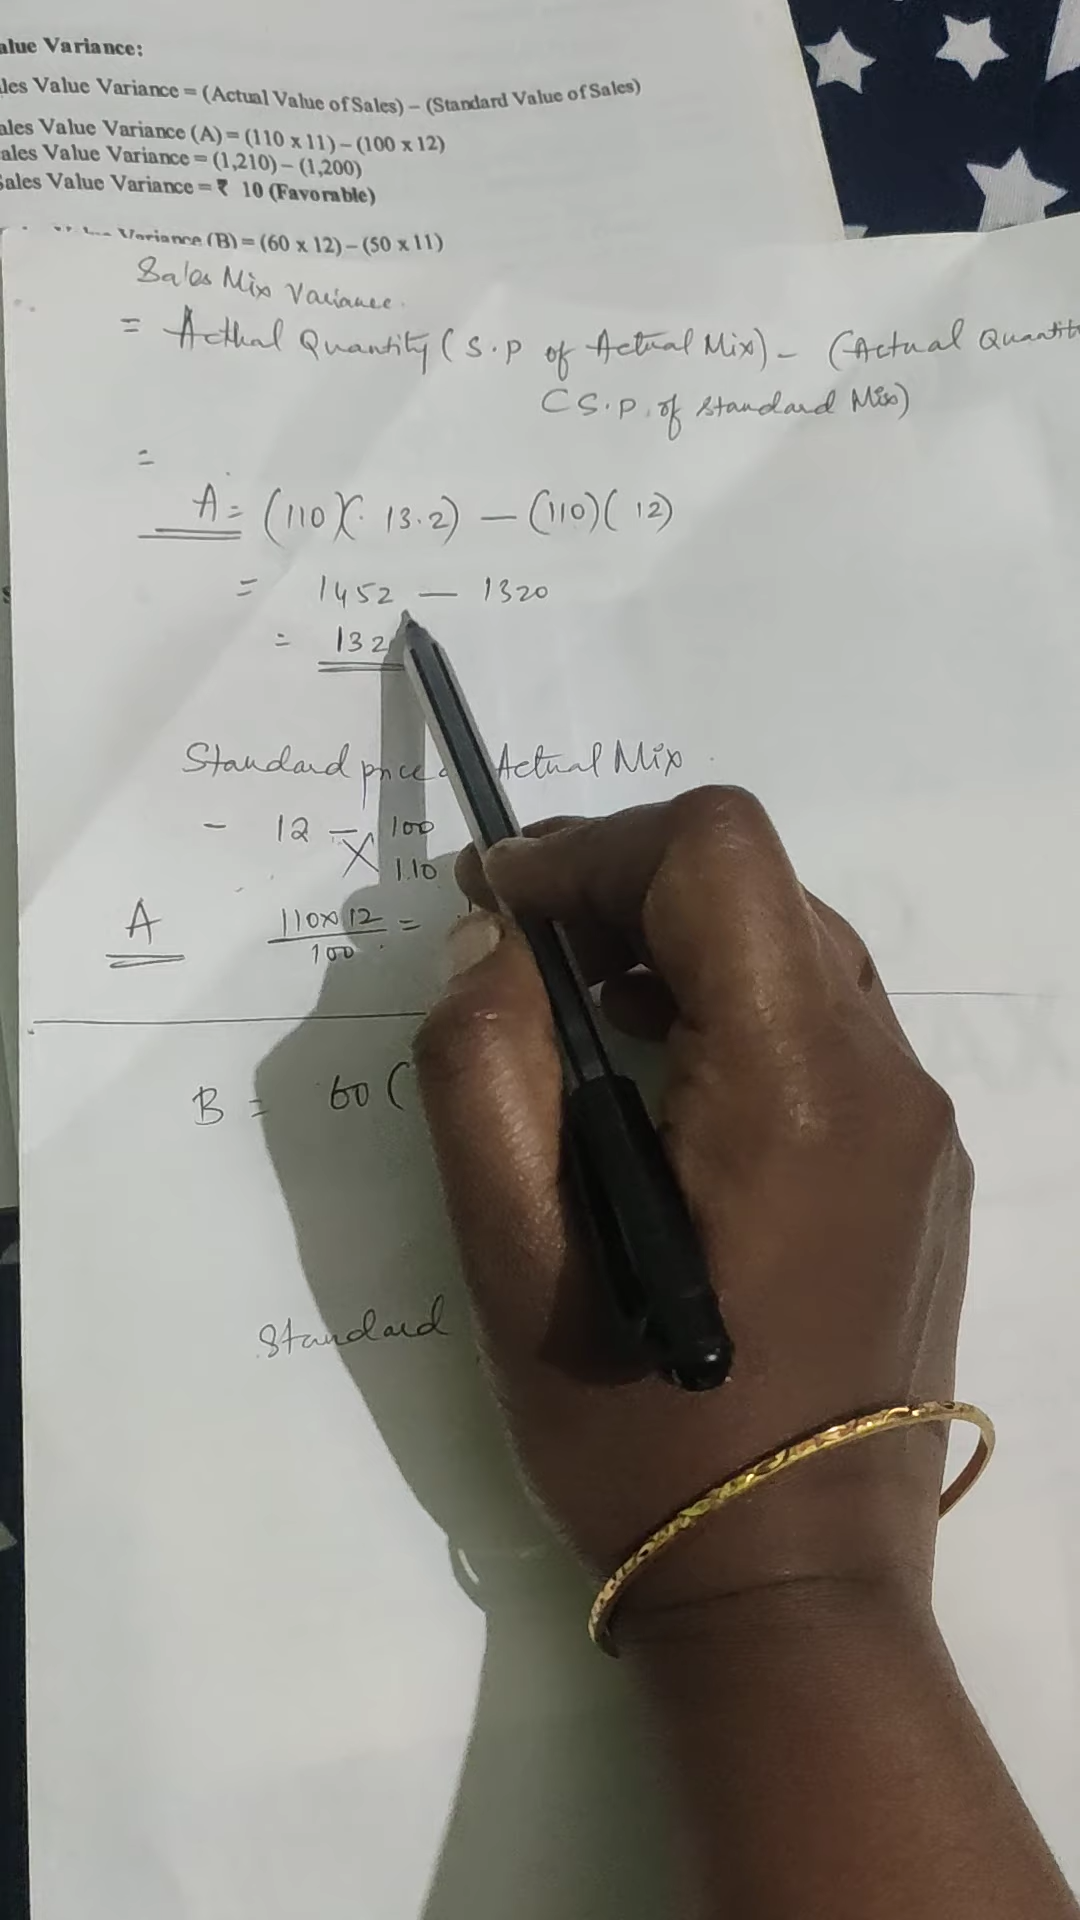 alue Variance:
les Value Variance = (Actual Value of Sales) – (Standard Value of Sales)
ales Value Variance (A) = (110 x 11) – (100 x 12)
ales Value Variance = (1,210) – (1,200)
Sales Value Variance = ₹ 10 (Favorable)
Variance (B) = (60 x 12) – (50 x 11)
Sales Mix Variance.
= Acthal Quantity (S.P of Actual Mix) – (Actual Quantit
(S.P. of Standard Mix)
=
A = (110)(13.2) – (110)(12)
= 1452 – 1320
= 132
Standard price Actual Mix
- 12 – 100
X 110
A 110x12 =
100
B = 60 (
Standard